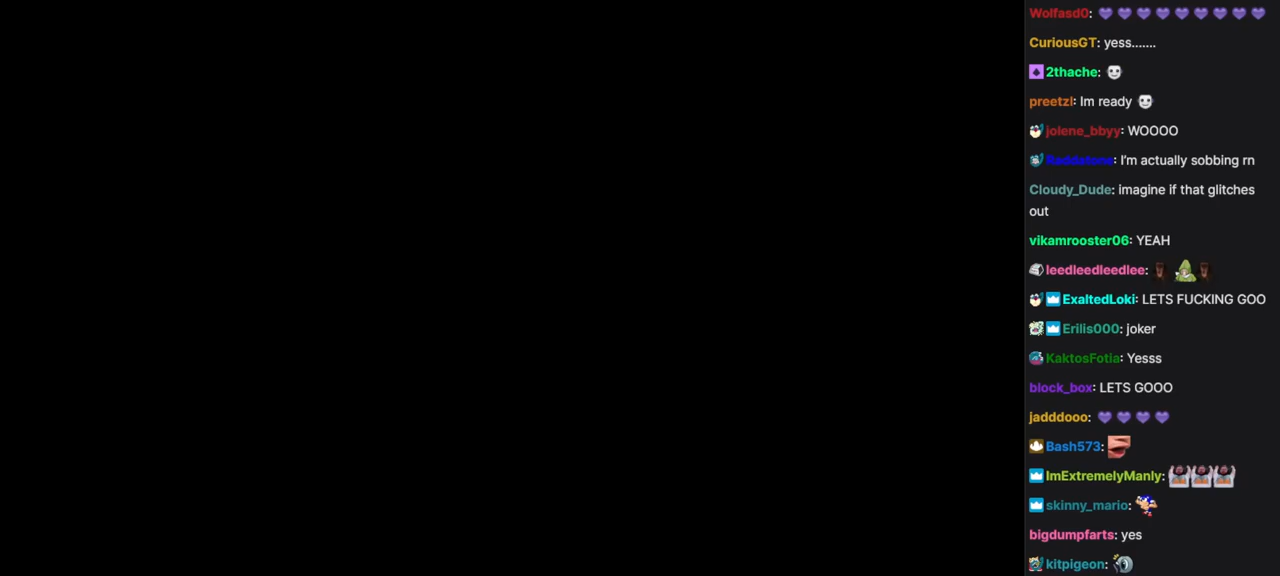 Wolfasd0: 💜 💜 💜 💜 💜 💜 💜 💜 💜
CuriousGT: yess.......
2thache:
preetzl: Im ready
jolene_bbyy: WOOOO
Raddstone: I'm actually sobbing rn
Cloudy_Dude: imagine if that glitches
out
vikamrooster06: YEAH
leedleedleedlee:
ExaltedLoki: LETS FUCKING GOO
Erilis000: joker
KaktosFotia: Yesss
block_box: LETS GOOO
jadddooo: 💜 💜 💜 💜
Bash573:
ImExtremelyManly:
skinny_mario:
bigdumpfarts: yes
kitpigeon: